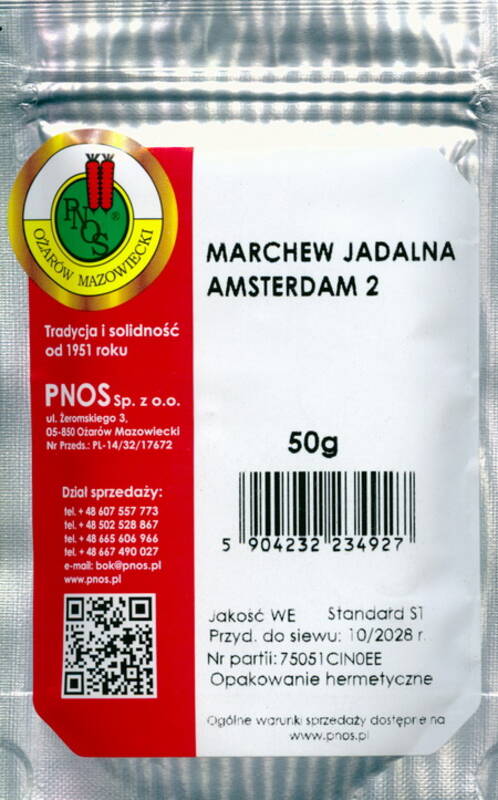 PNOS®
OŻARÓW MAZOWIECKI
Tradycja i solidność
od 1951 roku
PNOS Sp. z o.o.
ul. Żeromskiego 3,
05-850 Ożarów Mazowiecki
Nr Przeds.: PL-14/32/17672
Dział sprzedaży:
tel. + 48 607 557 773
tel. + 48 502 528 867
tel. + 48 665 606 966
tel. + 48 667 490 027
e-mail: bok@pnos.pl
www.pnos.pl
MARCHEW JADALNA
AMSTERDAM 2
50g
5 904232 234927
Jakość WE Standard S1
Przyd. do siewu: 10/2028 r.
Nr partii: 75051CIN0EE
Opakowanie hermetyczne
Ogólne warunki sprzedaży dostępne na
www.pnos.pl